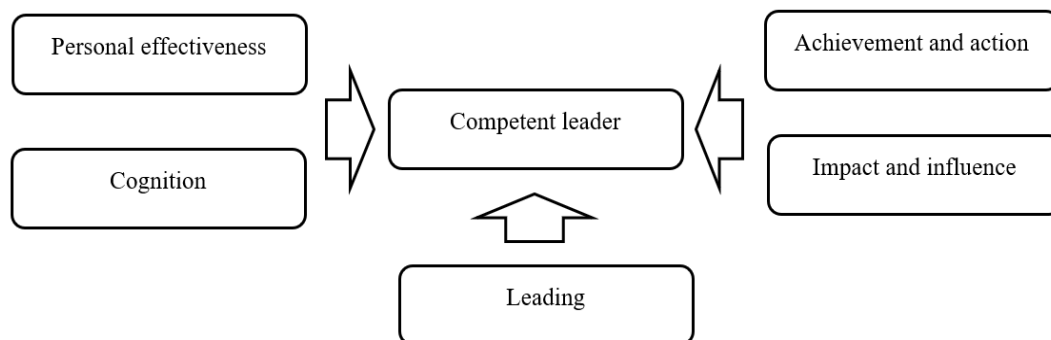 Personal effectiveness
Cognition
Competent leader
Achievement and action
Impact and influence
Leading